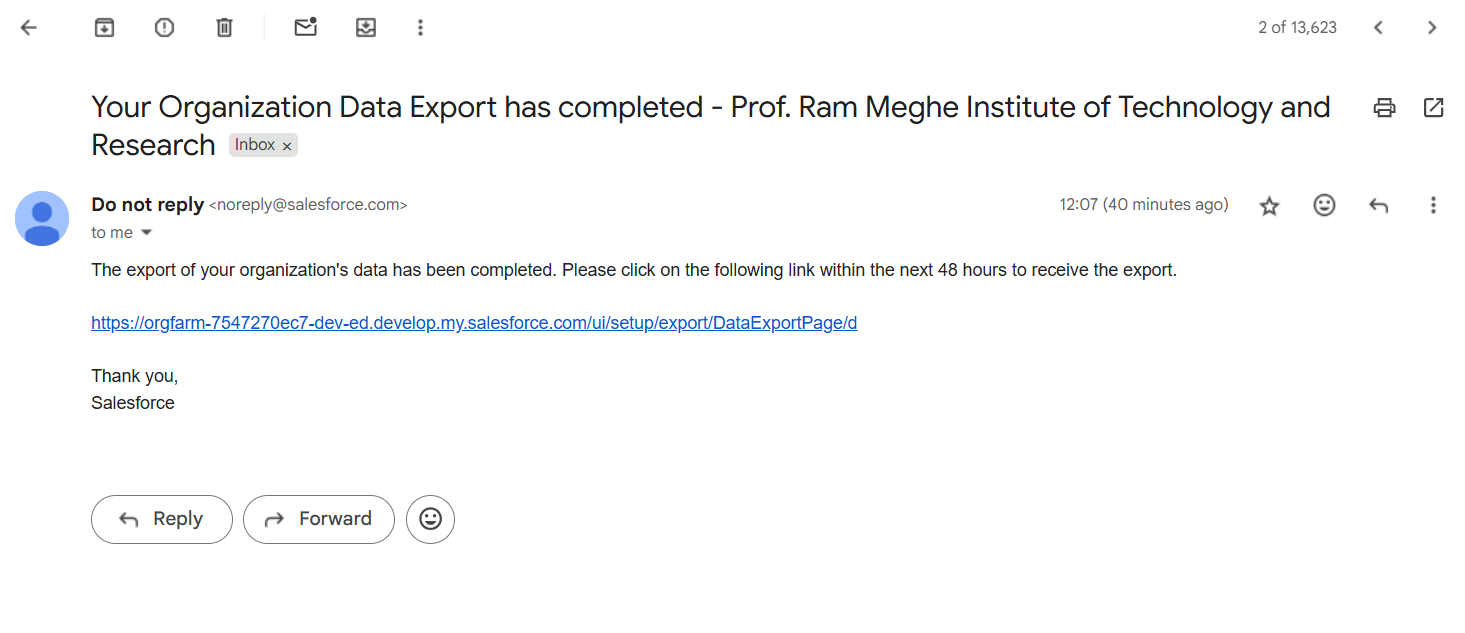 2 of 13,623
Your Organization Data Export has completed - Prof. Ram Meghe Institute of Technology and
Research Inbox ×
Do not reply <noreply@salesforce.com>
12:07 (40 minutes ago)
to me
The export of your organization's data has been completed. Please click on the following link within the next 48 hours to receive the export.
https://orgfarm-7547270ec7-dev-ed.develop.my.salesforce.com/ui/setup/export/DataExportPage/d
Thank you,
Salesforce
Reply
Forward